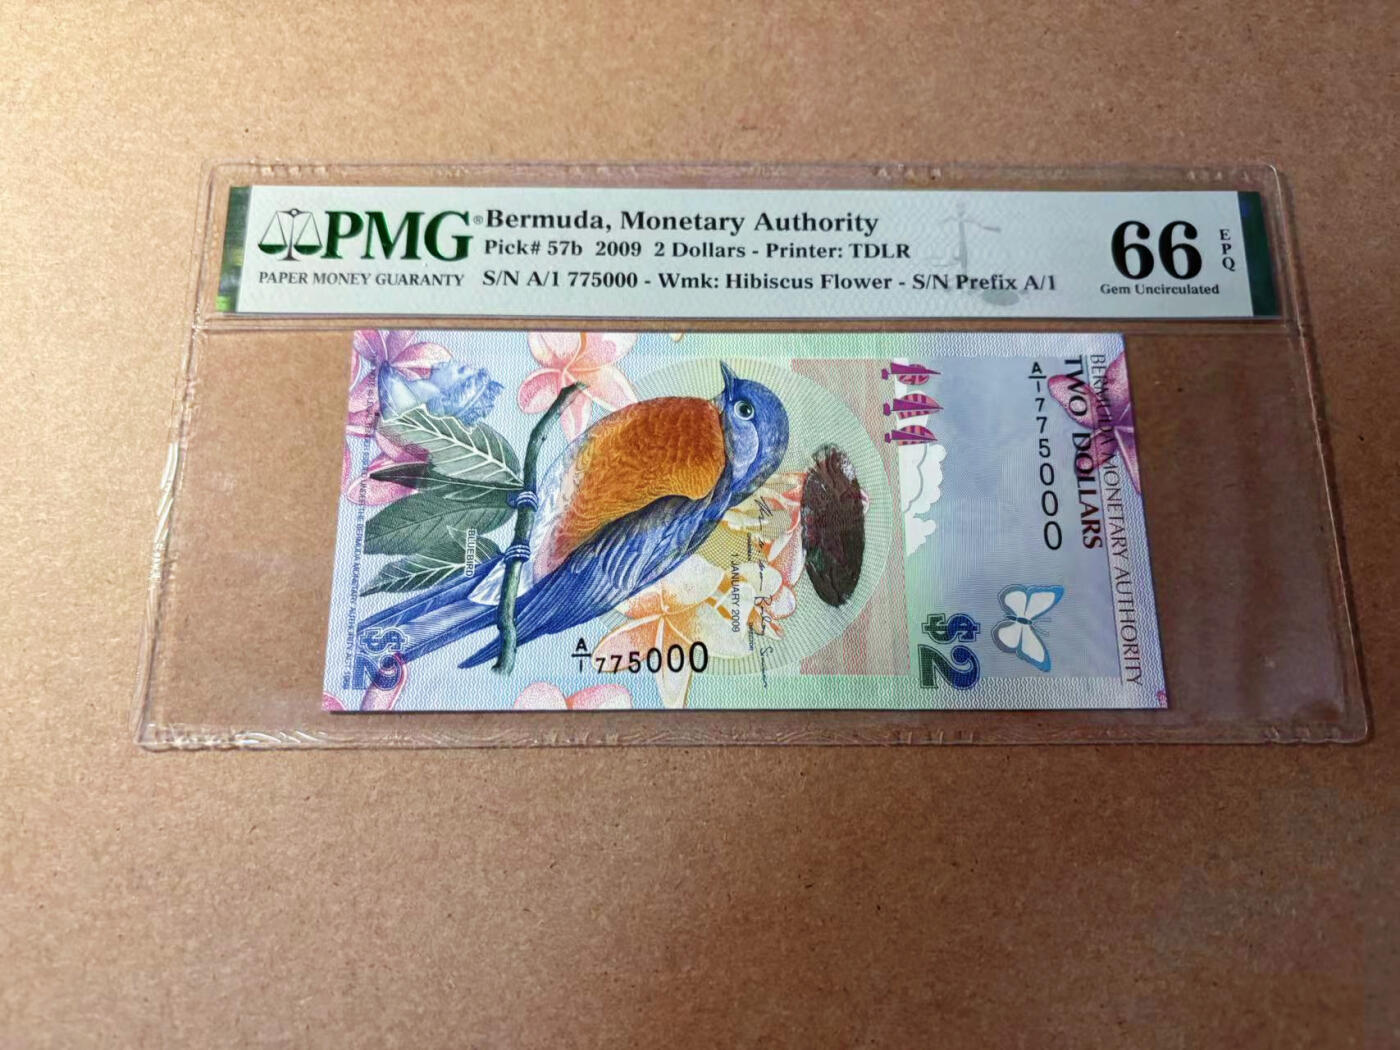 PMG®
PAPER MONEY GUARANTY
Bermuda, Monetary Authority
Pick# 57b 2009 2 Dollars - Printer: TDLR
S/N A/1 775000 - Wmk: Hibiscus Flower - S/N Prefix A/1
66 EPQ
Gem Uncirculated
BERMUDA MONETARY AUTHORITY
TWO DOLLARS
A/1 775000
BLUEBIRD
1 JANUARY 2009
A/1 775000
$2
$2